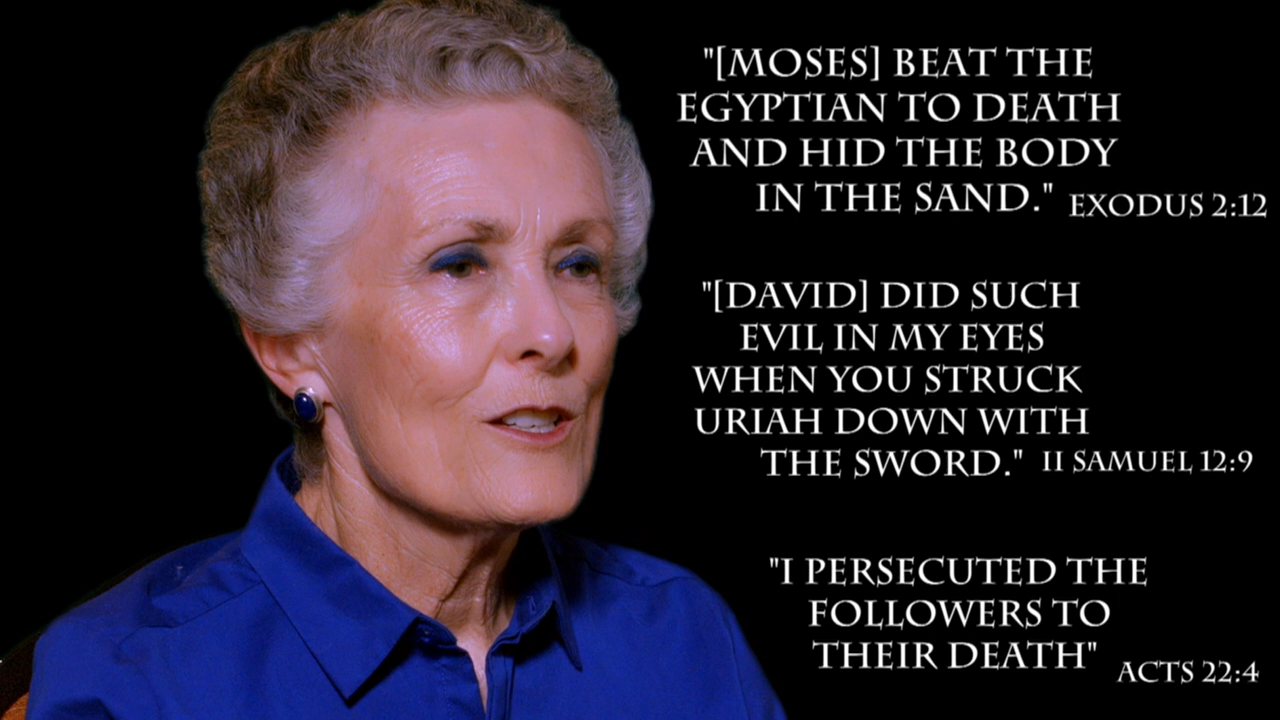 "[MOSES] BEAT THE
EGYPTIAN TO DEATH
AND HID THE BODY
IN THE SAND." EXODUS 2:12
"[DAVID] DID SUCH
EVIL IN MY EYES
WHEN YOU STRUCK
URIAH DOWN WITH
THE SWORD." II SAMUEL 12:9
"I PERSECUTED THE
FOLLOWERS TO
THEIR DEATH" ACTS 22:4